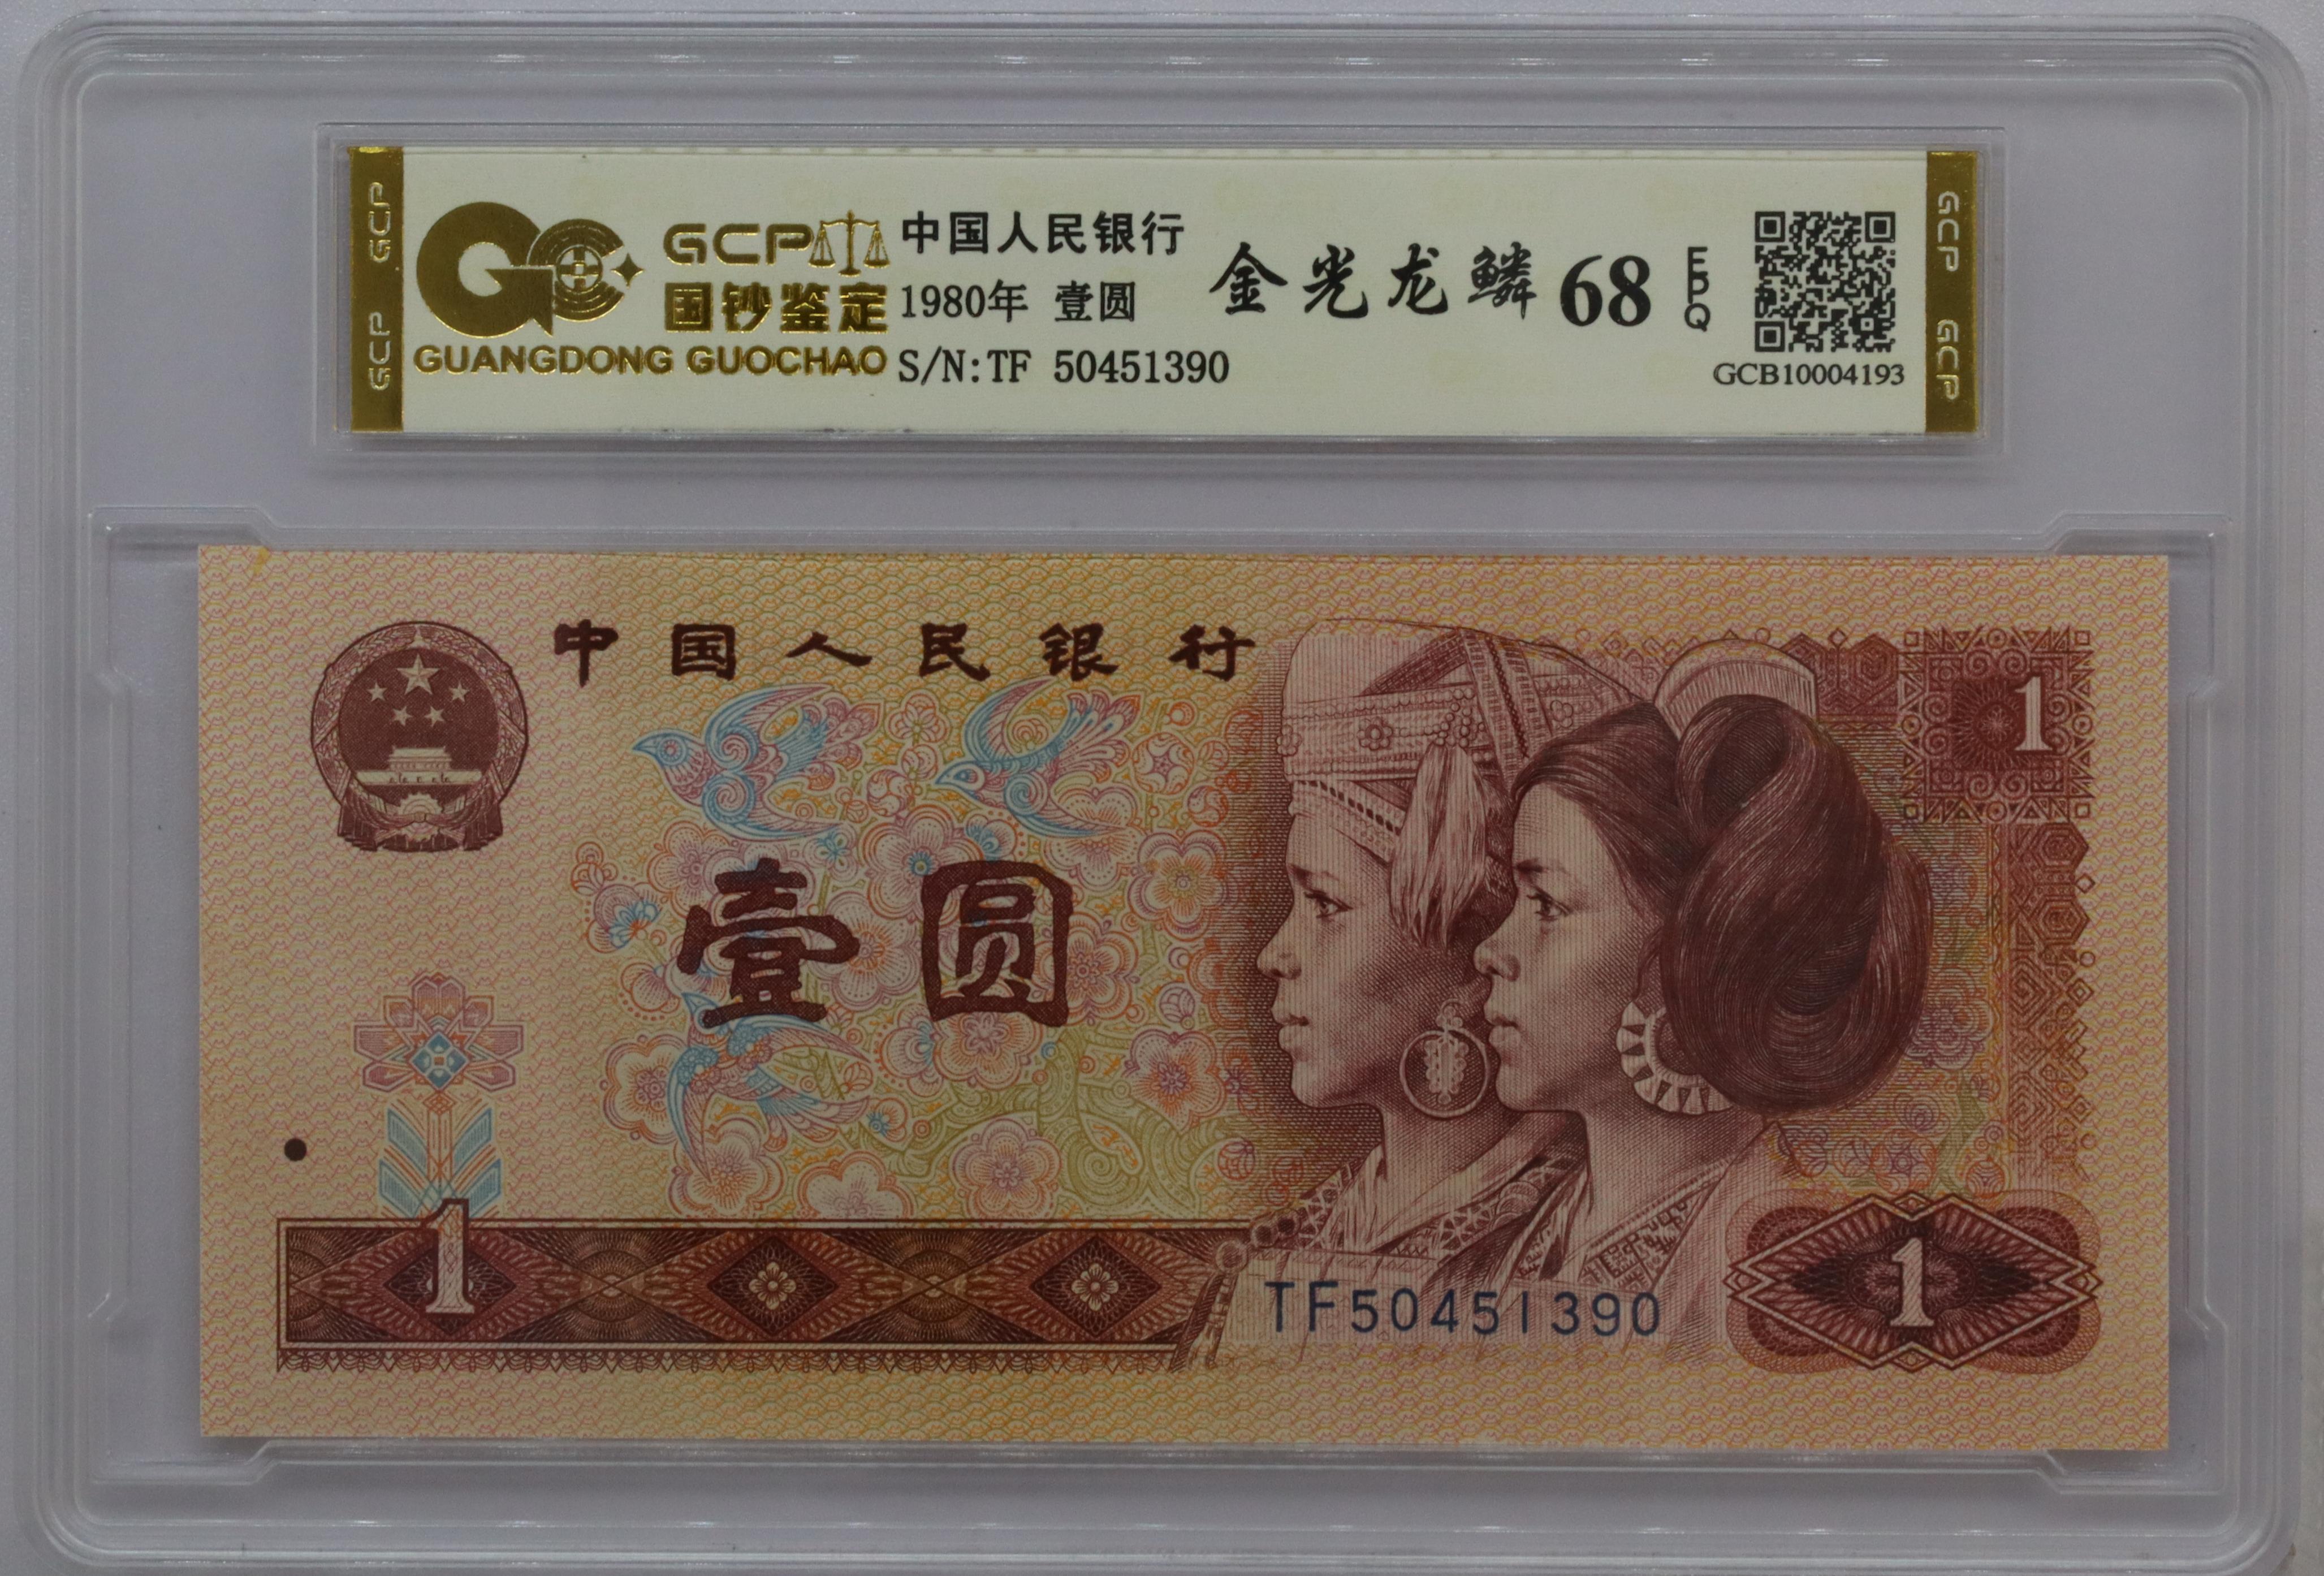 GCP
GCP
GCP
国钞鉴定
GUANGDONG GUOCHAO
中国人民银行
1980年 壹圆
S/N:TF 50451390
金光龙鳞 68 EPQ
GCB10004193
GCP
GCP
中国人民银行
1
壹圆
1
TF50451390
1